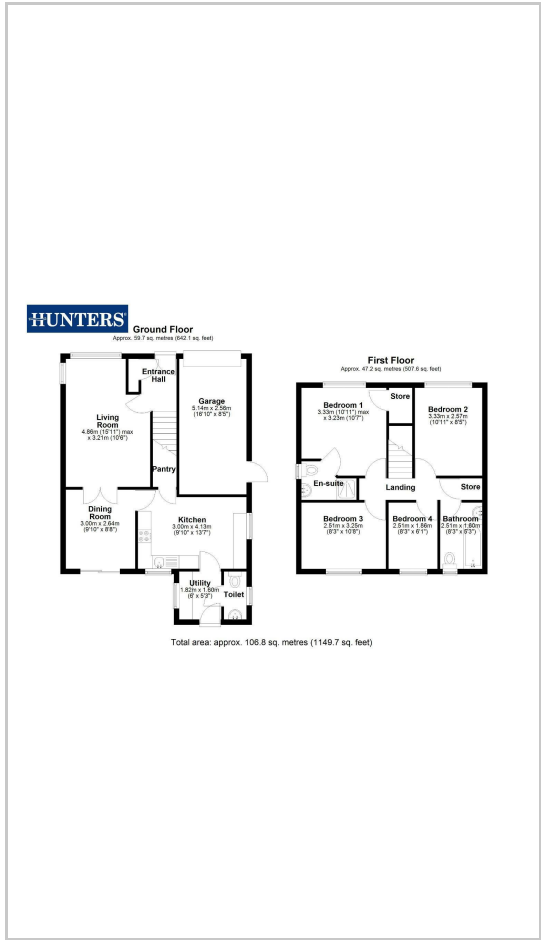 HUNTERS
Ground Floor
Approx. 59.7 sq. metres (642.1 sq. feet)
Entrance
Hall
Garage
5.14m x 2.56m
(16'10" x 8'5")
Living
Room
4.86m (15'11") max
x 3.21m (10'6")
Pantry
Dining
Room
3.00m x 2.64m
(9'10" x 8'8")
Kitchen
3.00m x 4.13m
(9'10" x 13'7")
Utility
1.82m x 1.60m
(6' x 5'3")
Toilet
First Floor
Approx. 47.2 sq. metres (507.6 sq. feet)
Bedroom 1
3.33m (10'11") max
x 3.23m (10'7")
Store
Bedroom 2
3.33m x 2.57m
(10'11" x 8'5")
En-suite
Landing
Store
Bedroom 3
2.51m x 3.25m
(8'3" x 10'8")
Bedroom 4
2.51m x 1.86m
(8'3" x 6'1")
Bathroom
2.51m x 1.60m
(8'3" x 5'3")
Total area: approx. 106.8 sq. metres (1149.7 sq. feet)